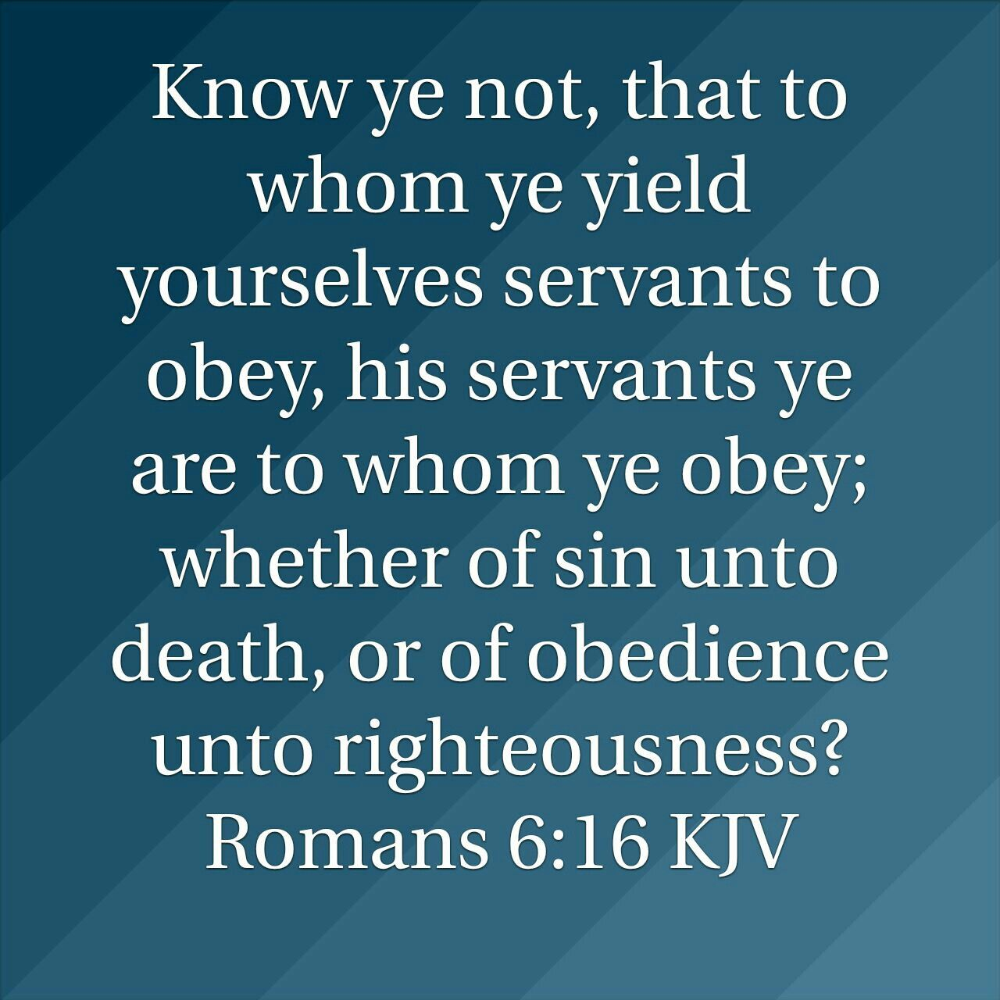 Know ye not, that to
whom ye yield
yourselves servants to
obey, his servants ye
are to whom ye obey;
whether of sin unto
death, or of obedience
unto righteousness?
Romans 6:16 KJV